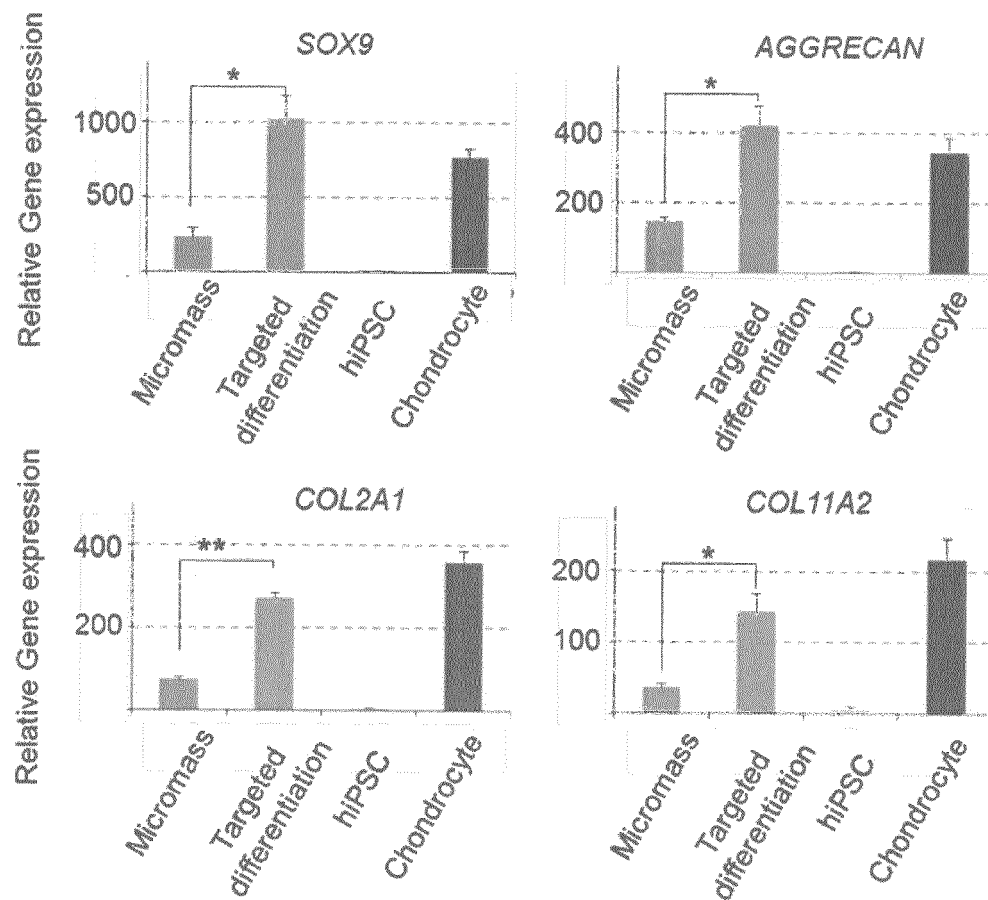 SOX9
Relative Gene expression
*
1000
500
Micromass
Targeted
differentiation
hiPSC
Chondrocyte
AGGRECAN
*
400
200
Micromass
Targeted
differentiation
hiPSC
Chondrocyte
COL2A1
Relative Gene expression
**
400
200
Micromass
Targeted
differentiation
hiPSC
Chondrocyte
COL11A2
*
200
100
Micromass
Targeted
differentiation
hiPSC
Chondrocyte